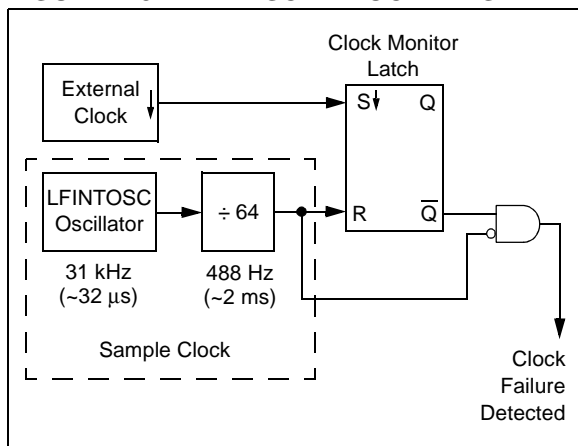 Clock Monitor
Latch
External
Clock
S
Q
LFINTOSC
Oscillator
÷ 64
R
Q
31 kHz
(~32 μs)
488 Hz
(~2 ms)
Sample Clock
Clock
Failure
Detected